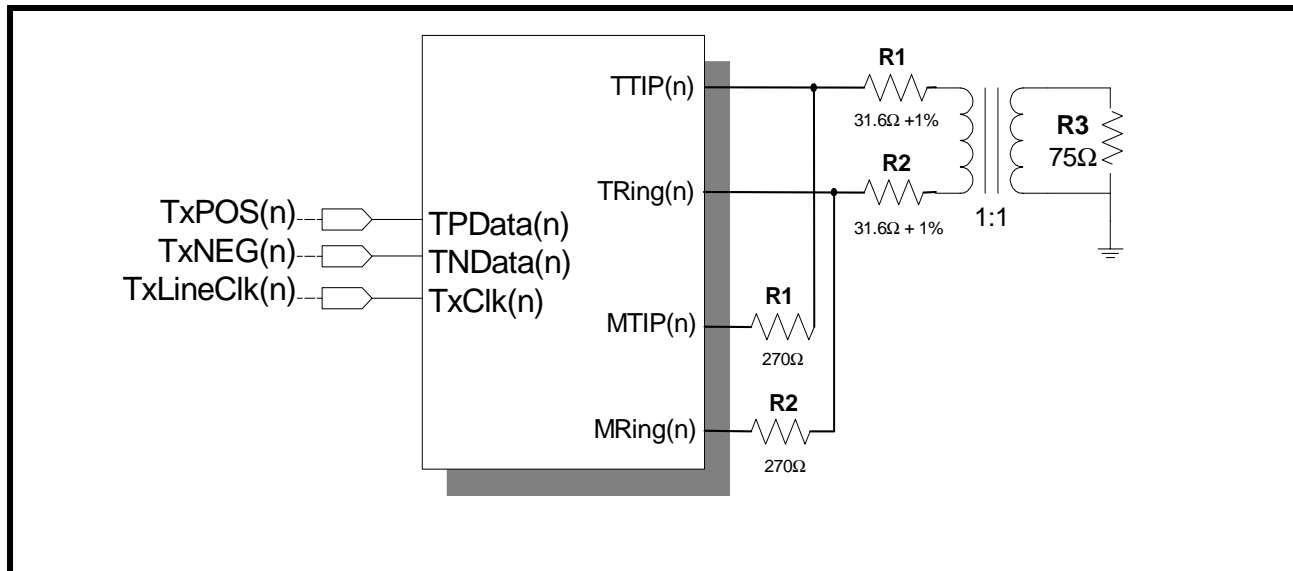 R1
TTIP(n)
31.6Ω +1%
R3
75Ω
R2
TRing(n)
31.6Ω + 1%
1:1
TxPOS(n)
TPData(n)
TxNEG(n)
TNData(n)
TxLineClk(n)
TxClk(n)
R1
MTIP(n)
270Ω
R2
MRing(n)
270Ω